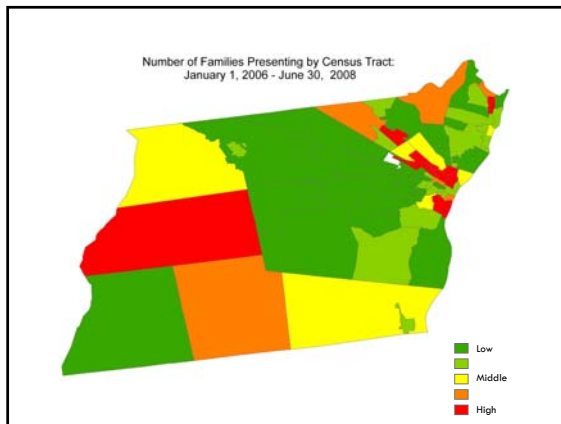 Number of Families Presenting by Census Tract:
January 1, 2006 - June 30, 2008
Low
Middle
High